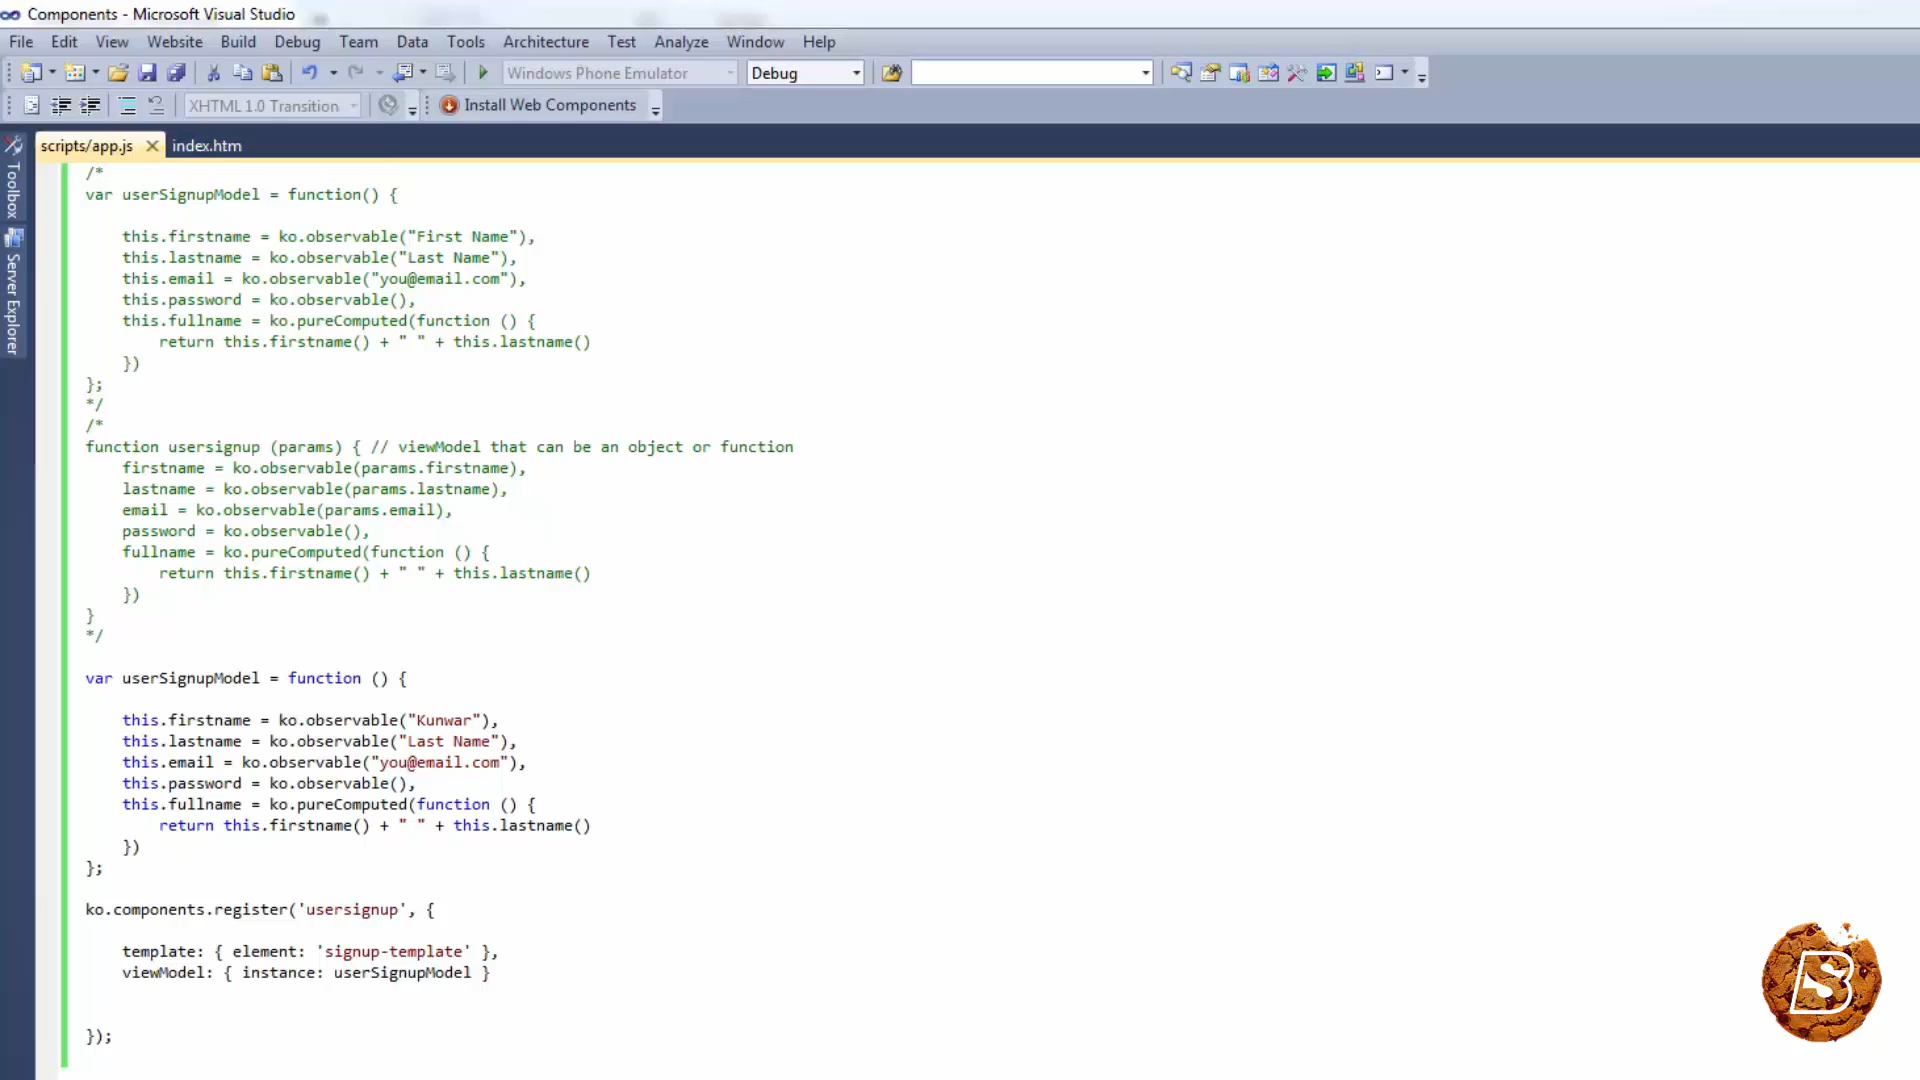 Components - Microsoft Visual Studio
File Edit View Website Build Debug Team Data Tools Architecture Test Analyze Window Help
Windows Phone Emulator Debug
XHTML 1.0 Transition Install Web Components
scripts/app.js index.htm
Toolbox
Server Explorer
/*
var userSignupModel = function() {
this.firstname = ko.observable("First Name"),
this.lastname = ko.observable("Last Name"),
this.email = ko.observable("you@email.com"),
this.password = ko.observable(),
this.fullname = ko.pureComputed(function () {
return this.firstname() + " " + this.lastname()
})
};
*/
/*
function usersignup (params) { // viewModel that can be an object or function
firstname = ko.observable(params.firstname),
lastname = ko.observable(params.lastname),
email = ko.observable(params.email),
password = ko.observable(),
fullname = ko.pureComputed(function () {
return this.firstname() + " " + this.lastname()
})
}
*/
var userSignupModel = function () {
this.firstname = ko.observable("Kunwar"),
this.lastname = ko.observable("Last Name"),
this.email = ko.observable("you@email.com"),
this.password = ko.observable(),
this.fullname = ko.pureComputed(function () {
return this.firstname() + " " + this.lastname()
})
};
ko.components.register('usersignup', {
template: { element: 'signup-template' },
viewModel: { instance: userSignupModel }
});
BS